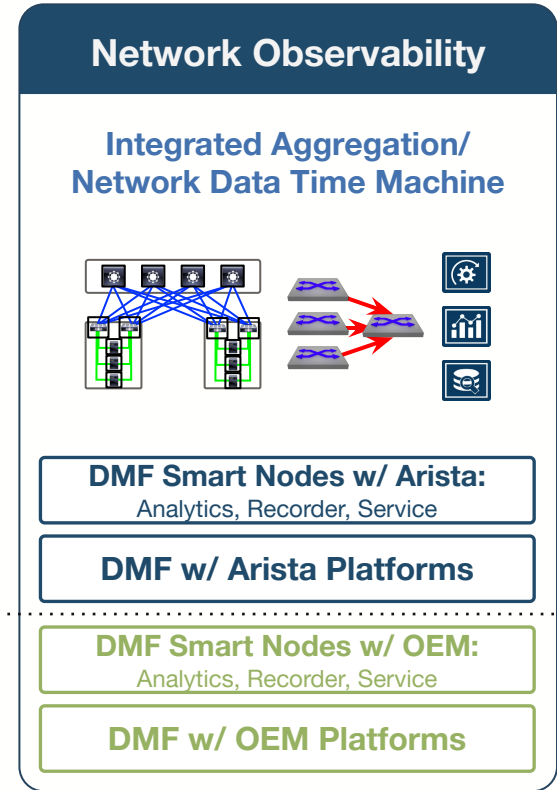 Network Observability
Integrated Aggregation/
Network Data Time Machine
DMF Smart Nodes w/ Arista:
Analytics, Recorder, Service
DMF w/ Arista Platforms
DMF Smart Nodes w/ OEM:
Analytics, Recorder, Service
DMF w/ OEM Platforms